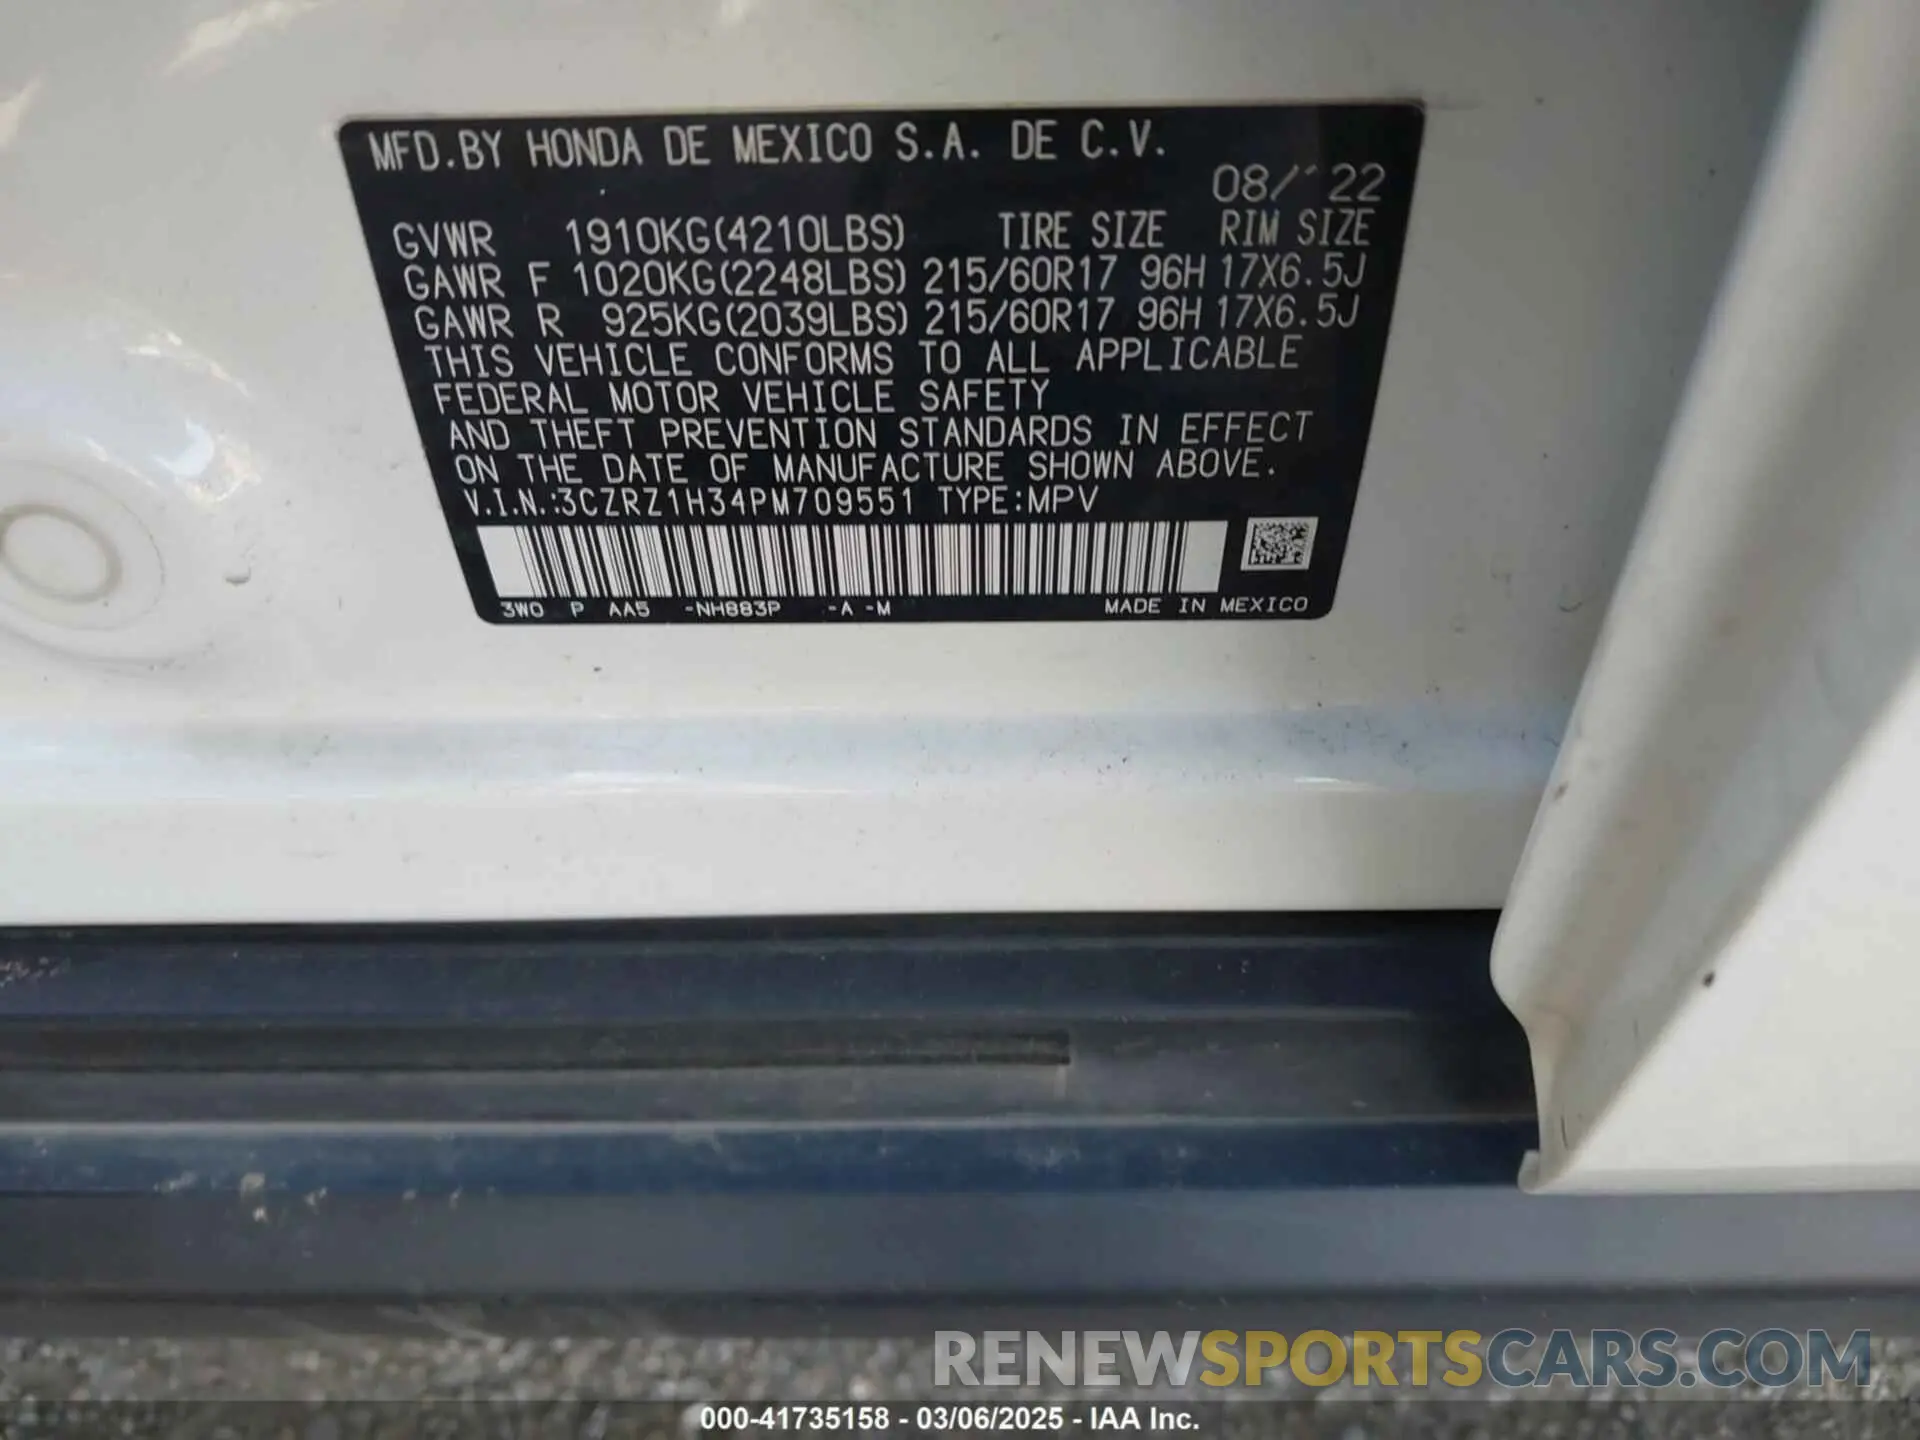 MFD.BY HONDA DE MEXICO S.A. DE C.V.
08/'22
GVWR 1910KG(4210LBS) TIRE SIZE RIM SIZE
GAWR F 1020KG(2248LBS) 215/60R17 96H 17X6.5J
GAWR R 925KG(2039LBS) 215/60R17 96H 17X6.5J
THIS VEHICLE CONFORMS TO ALL APPLICABLE
FEDERAL MOTOR VEHICLE SAFETY
AND THEFT PREVENTION STANDARDS IN EFFECT
ON THE DATE OF MANUFACTURE SHOWN ABOVE.
V.I.N.:3CZRZ1H34PM709551 TYPE:MPV
3W0 P AA5 -NH883P -A -M MADE IN MEXICO
RENEWSPORTSCARS.COM
000-41735158 - 03/06/2025 - IAA Inc.